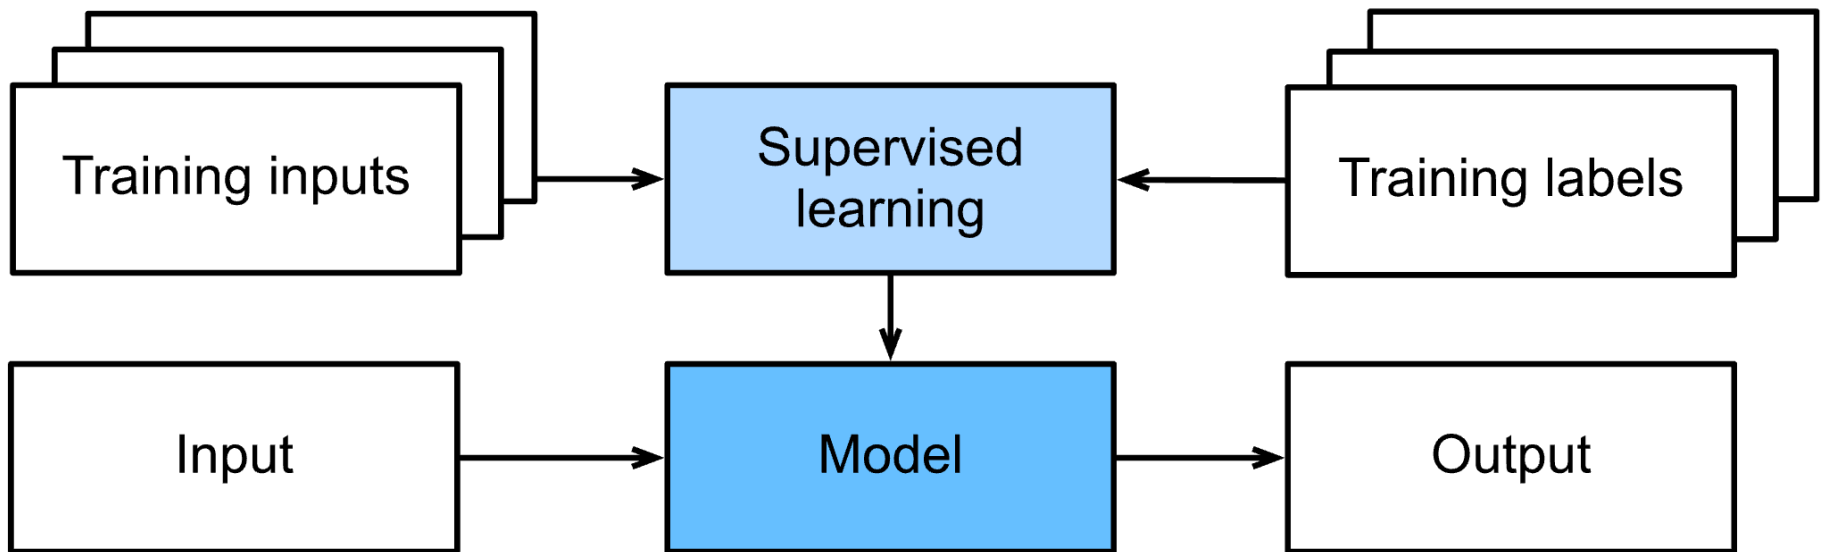 Training inputs
Supervised
learning
Training labels
Input
Model
Output